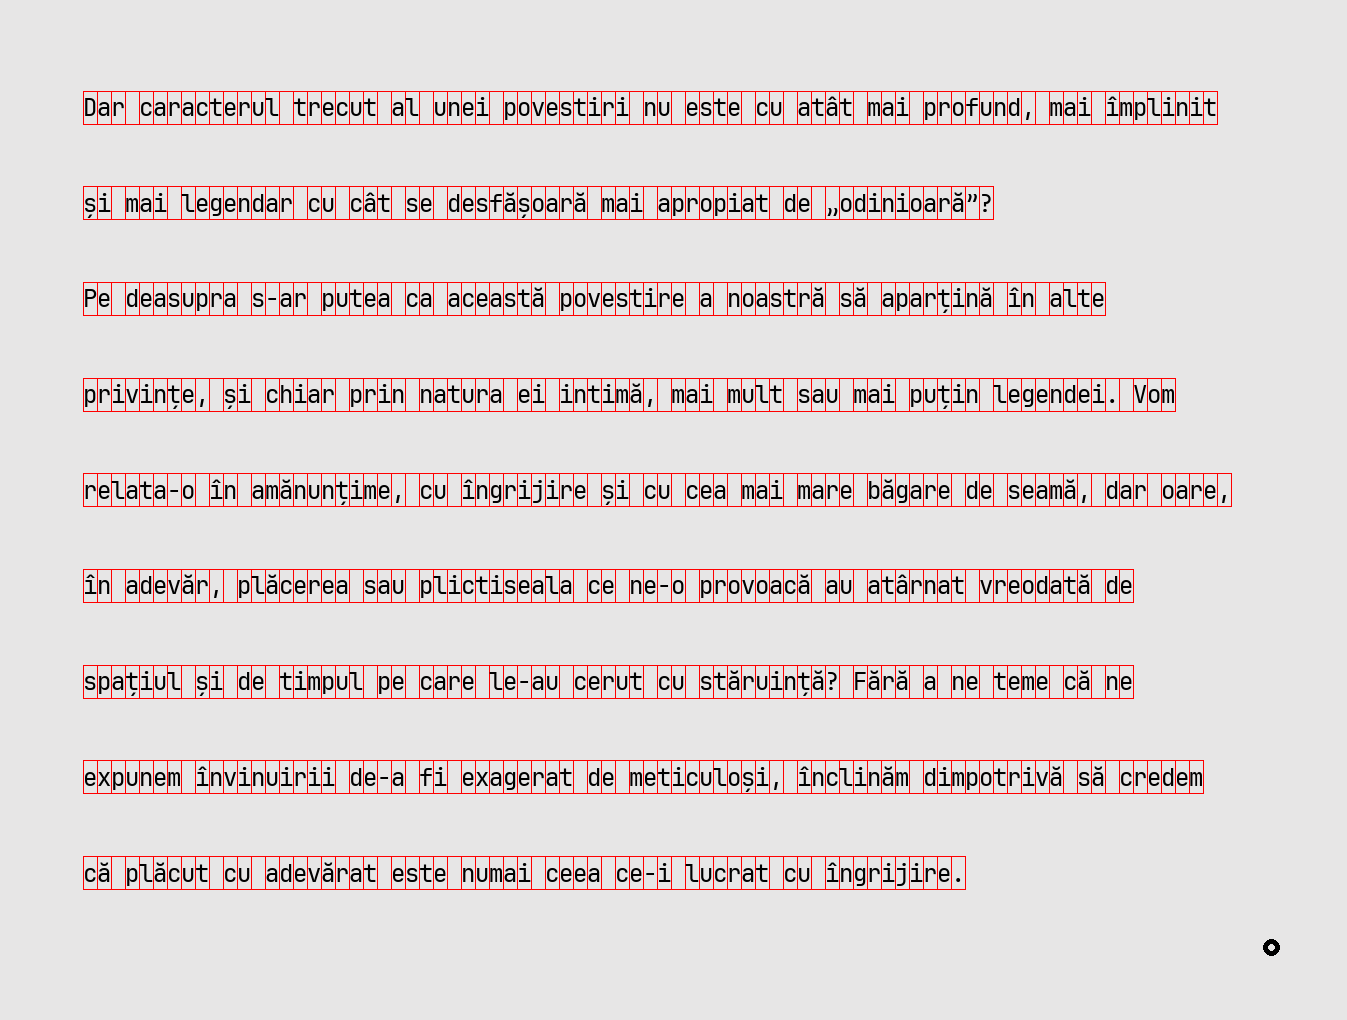 Dar caracterul trecut al unei povestiri nu este cu atât mai profund, mai împlinit
și mai legendar cu cât se desfășoară mai apropiat de „odinioară”?
Pe deasupra s-ar putea ca această povestire a noastră să aparțină în alte
privințe, și chiar prin natura ei intimă, mai mult sau mai puțin legendei. Vom
relata-o în amănunțime, cu îngrijire și cu cea mai mare băgare de seamă, dar oare,
în adevăr, plăcerea sau plictiseala ce ne-o provoacă au atârnat vreodată de
spațiul și de timpul pe care le-au cerut cu stăruință? Fără a ne teme că ne
expunem învinuirii de-a fi exagerat de meticuloși, înclinăm dimpotrivă să credem
că plăcut cu adevărat este numai ceea ce-i lucrat cu îngrijire.